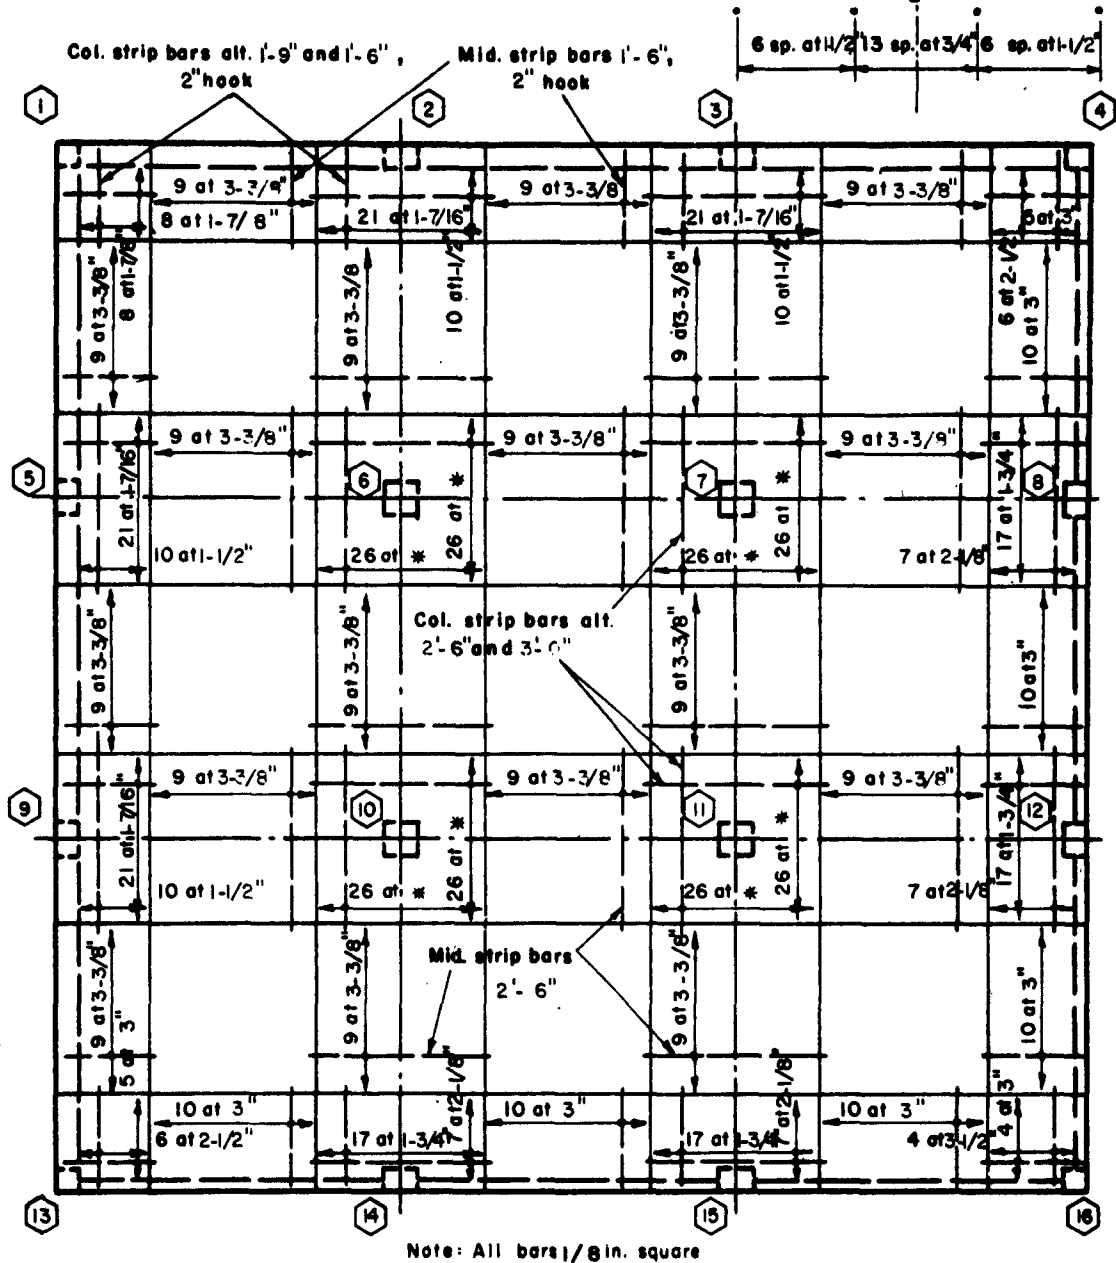 6 sp. at 1-1/2" 13 sp. at 3/4" 6 sp. at 1-1/2"
Col. strip bars alt. 1'-9" and 1'-6",
2" hook
Mid. strip bars 1'-6",
2" hook
1
2
3
4
9 at 3-3/8"
9 at 3-3/8
9 at 3-3/8"
8 at 1-7/8"
21 at 1-7/16"
21 at 1-7/16"
5 at 3"
9 at 3-3/8"
8 at 1-7/8"
9 at 3-3/8
10 at 1-1/2"
9 at 3-3/8"
10 at 1-1/2"
6 at 2-1/2"
10 at 3"
9 at 3-3/8"
9 at 3-3/8"
9 at 3-3/8"
5
6
7
8
21 at 1-7/16"
26 at *
26 at *
17 at 1-3/4"
10 at 1-1/2"
26 at *
26 at *
7 at 2-1/8"
Col. strip bars alt.
2'-6" and 3'-0"
9 at 3-3/8"
9 at 3-3/8"
9 at 3-3/8"
10 at 3"
9 at 3-3/8"
9 at 3-3/8"
9 at 3-3/8"
9
10
11
12
21 at 1-7/16"
26 at *
26 at *
17 at 1-3/4"
10 at 1-1/2"
26 at *
26 at *
7 at 2-1/8"
Mid. strip bars
2'-6"
9 at 3-3/8"
5 at 3"
9 at 3-3/8"
7 at 2-1/8"
9 at 3-3/8"
7 at 2-1/8"
10 at 3"
4 at 3"
10 at 3"
10 at 3"
10 at 3"
6 at 2-1/2"
17 at 1-3/4"
17 at 1-3/4"
4 at 3-1/2"
13
14
15
16
Note: All bars 1/8 in. square